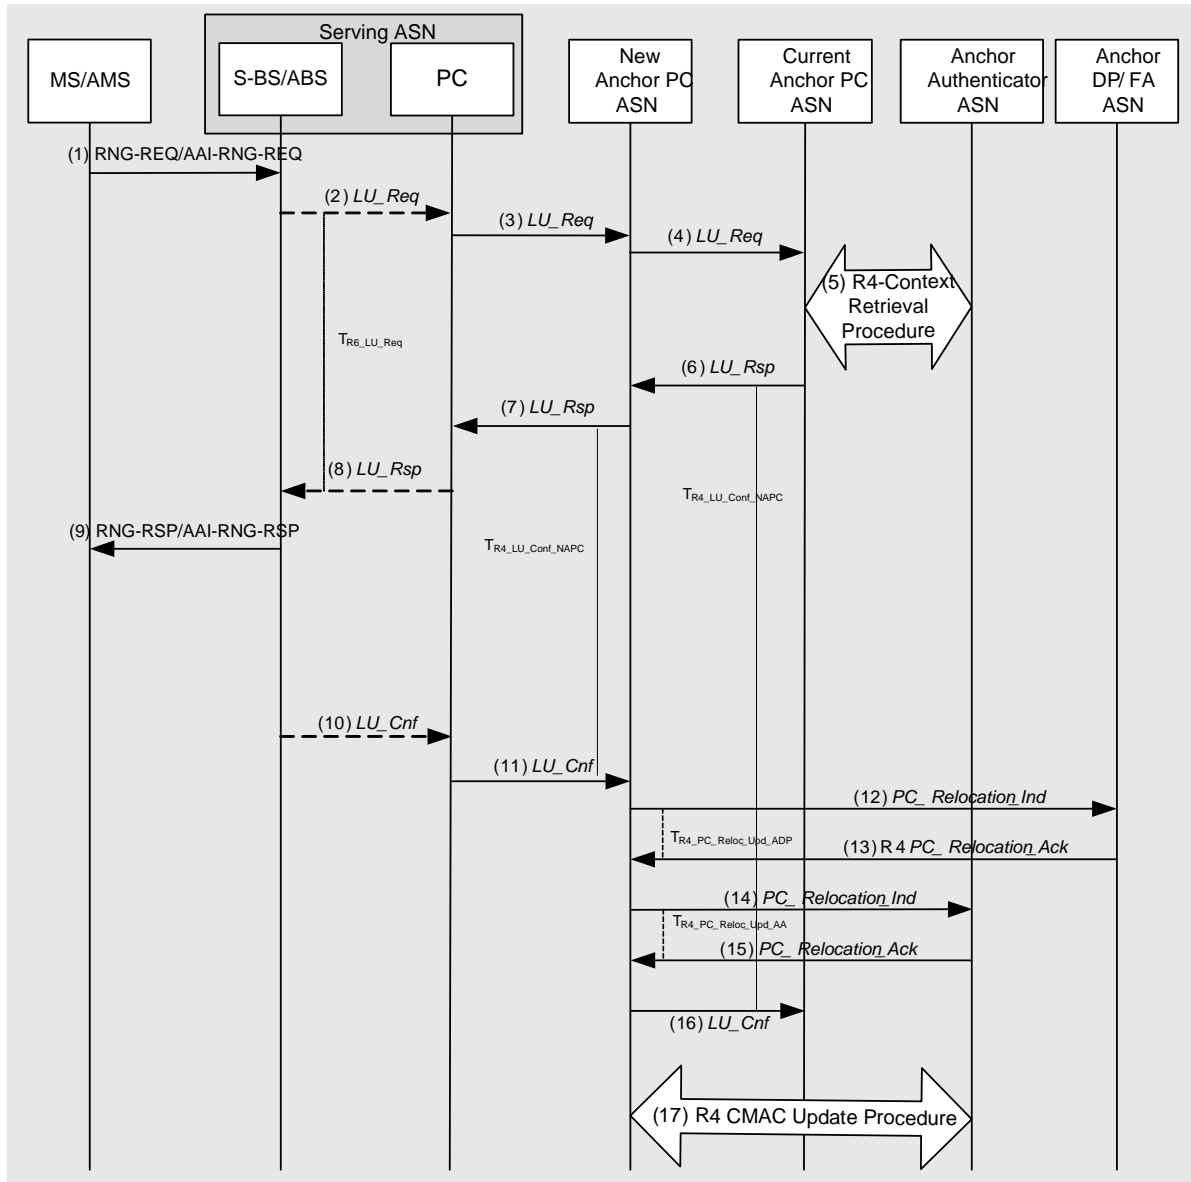 Serving ASN
MS/AMS
S-BS/ABS
PC
New
Anchor PC
ASN
Current
Anchor PC
ASN
Anchor
Authenticator
ASN
Anchor
DP/ FA
ASN
(1) RNG-REQ/AAI-RNG-REQ
(2) LU_Req
(3) LU_Req
(4) LU_Req
(5) R4-Context
Retrieval
Procedure
TR6_LU_Req
(6) LU_Rsp
(7) LU_Rsp
(8) LU_Rsp
TR4_LU_Conf_NAPC
(9) RNG-RSP/AAI-RNG-RSP
TR4_LU_Conf_NAPC
(10) LU_Cnf
(11) LU_Cnf
(12) PC_ Relocation_Ind
TR4_PC_Reloc_Upd_ADP
(13) R4 PC_ Relocation_Ack
(14) PC_ Relocation_Ind
TR4_PC_Reloc_Upd_AA
(15) PC_ Relocation_Ack
(16) LU_Cnf
(17) R4 CMAC Update Procedure